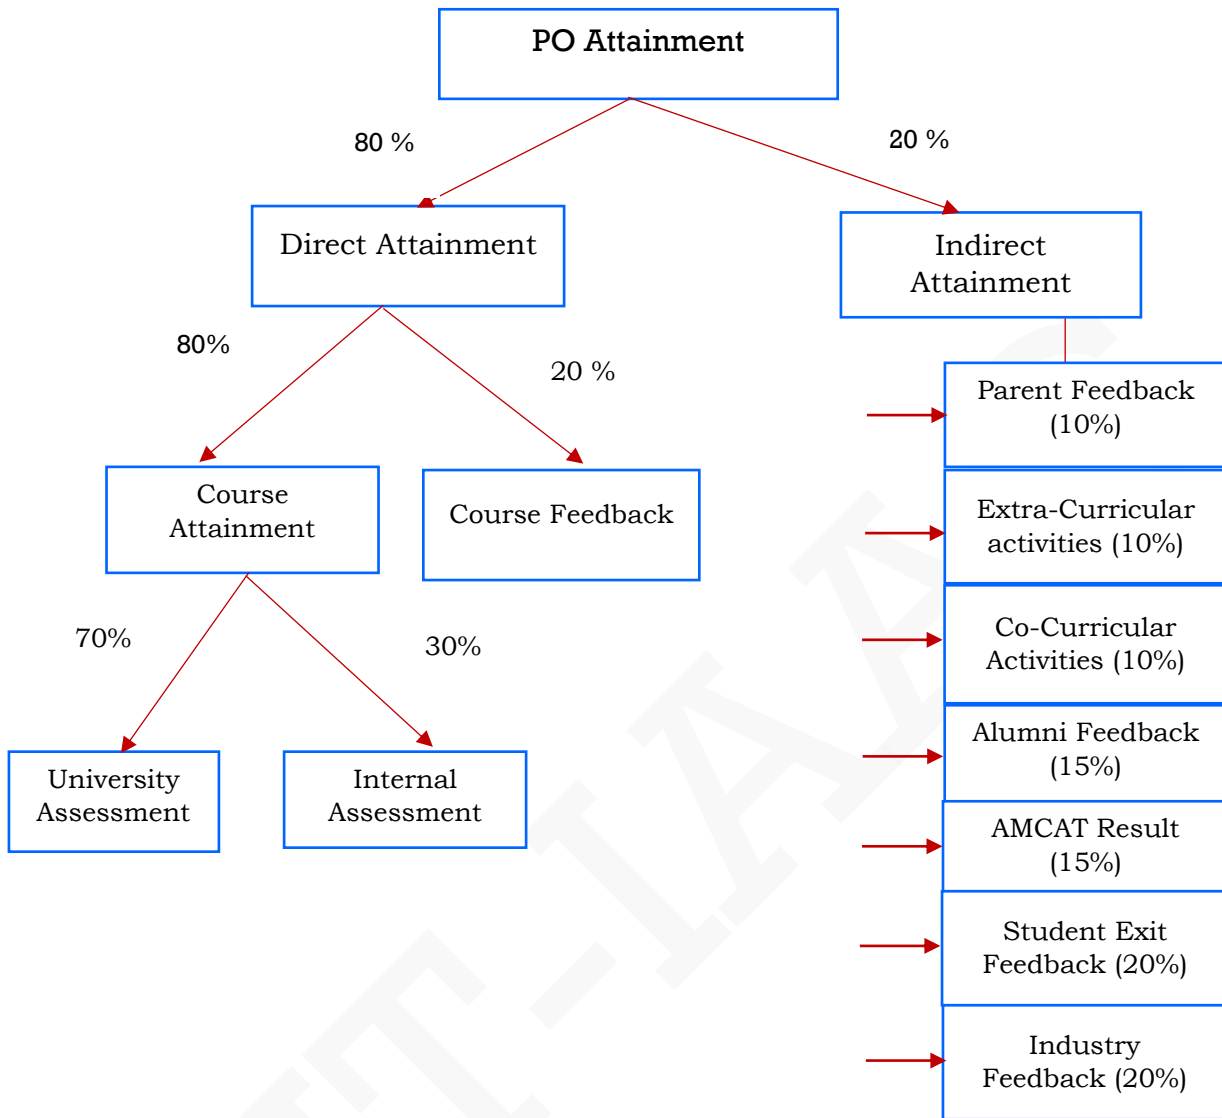 PO Attainment
80 %
20 %
Direct Attainment
Indirect
Attainment
80%
20 %
Parent Feedback
(10%)
Course
Attainment
Course Feedback
Extra-Curricular
activities (10%)
70%
30%
Co-Curricular
Activities (10%)
Alumni Feedback
(15%)
University
Assessment
Internal
Assessment
AMCAT Result
(15%)
Student Exit
Feedback (20%)
Industry
Feedback (20%)